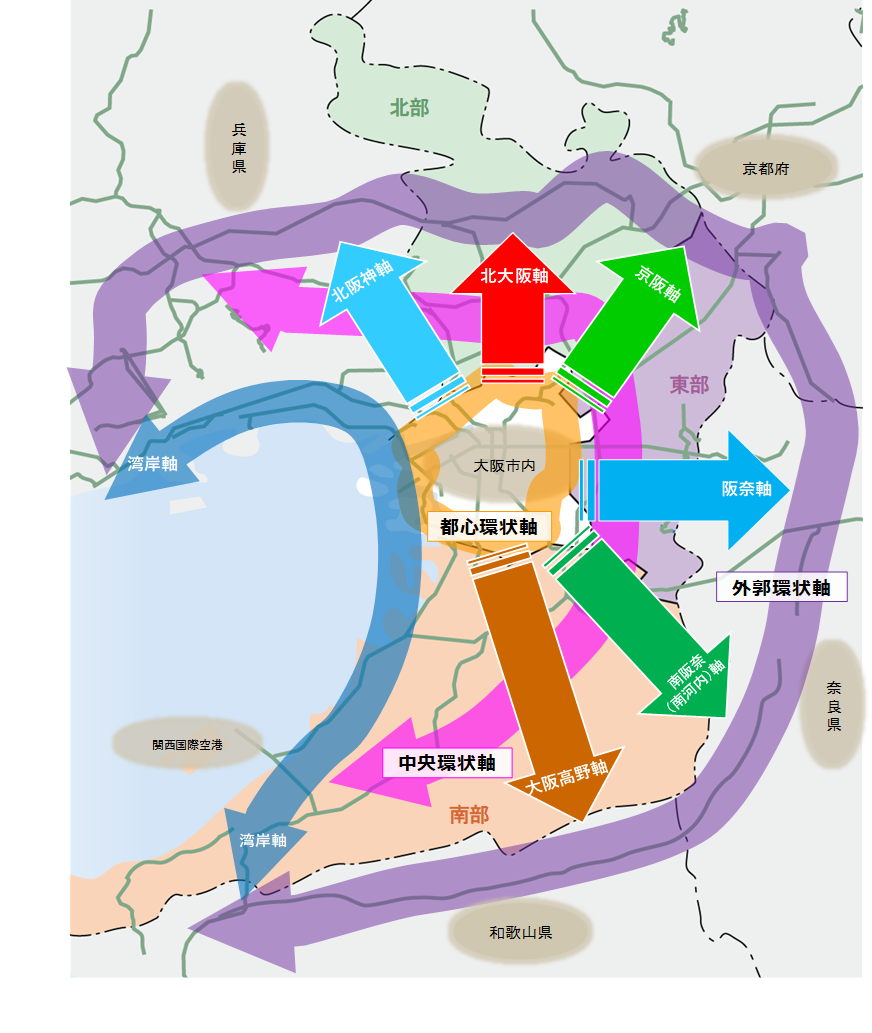 北部
兵庫県
京都府
北大阪軸
北阪神軸
京阪軸
東部
湾岸軸
大阪市内
阪奈軸
都心環状軸
外郭環状軸
南阪奈
(南河内)軸
奈良県
関西国際空港
中央環状軸
大阪高野軸
南部
湾岸軸
和歌山県